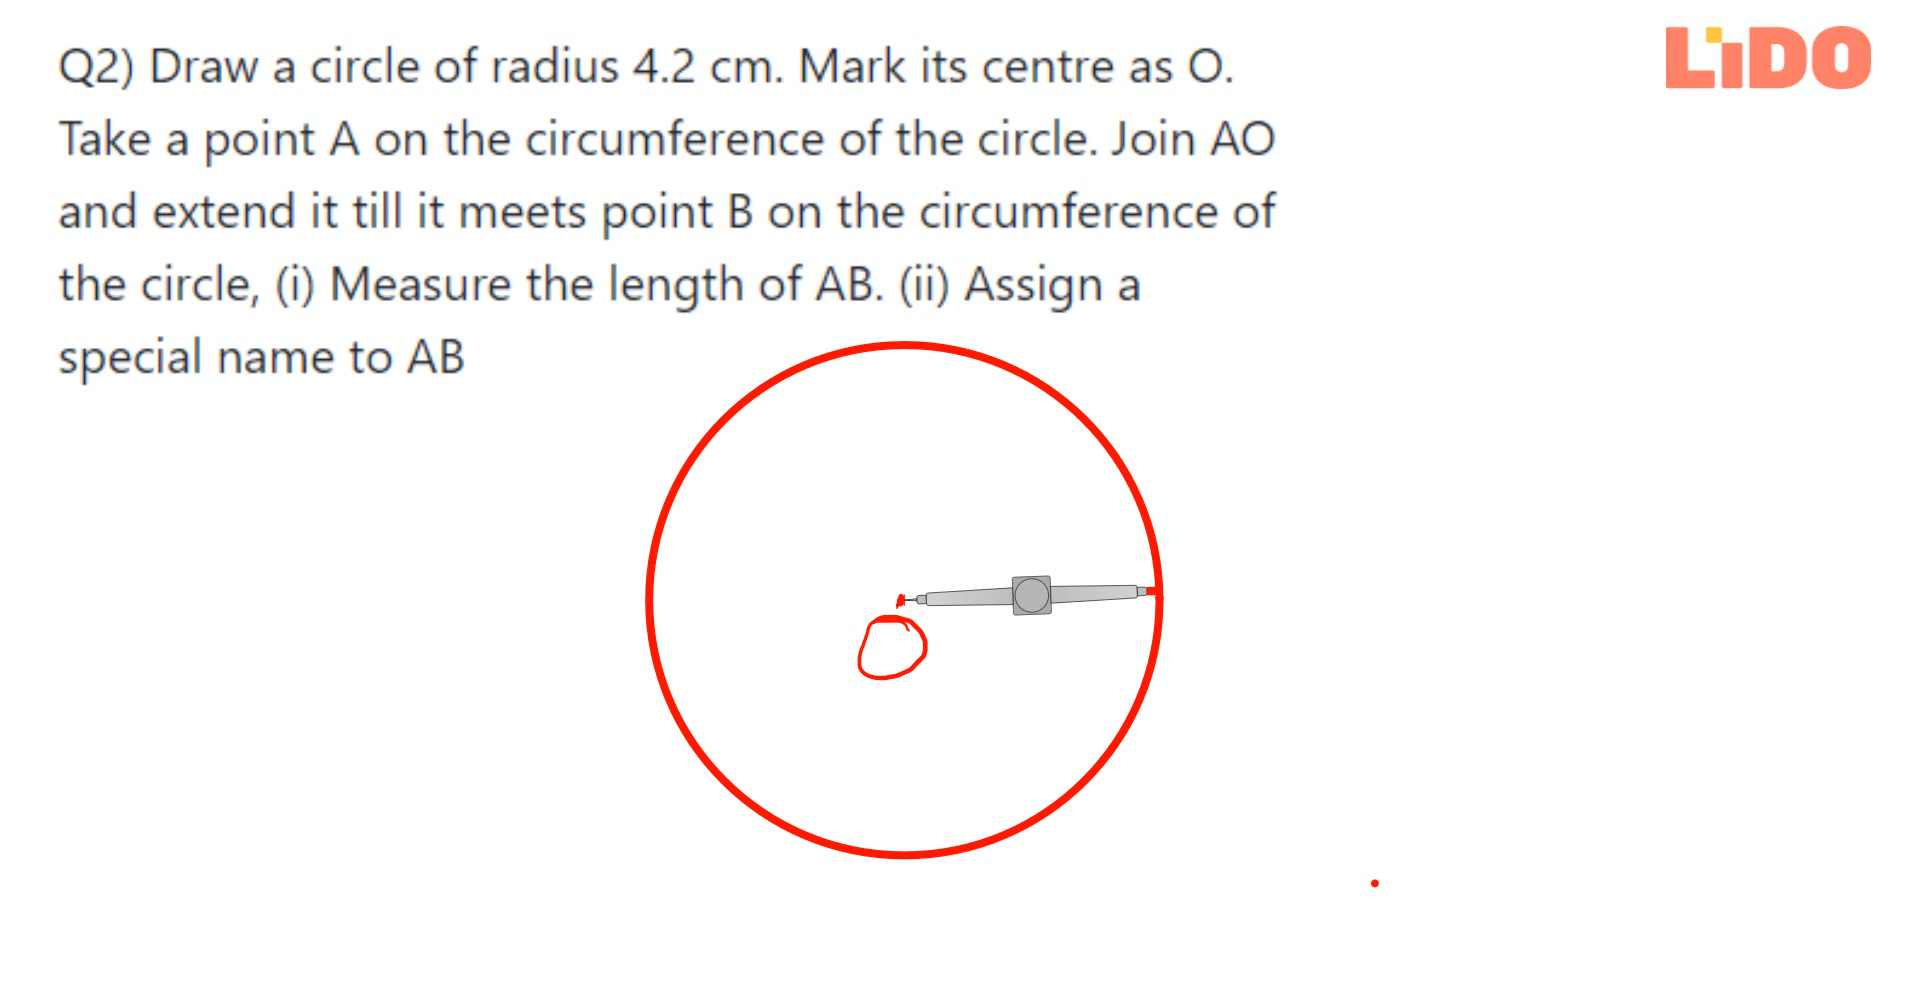 Q2) Draw a circle of radius 4.2 cm. Mark its centre as O.
Take a point A on the circumference of the circle. Join AO
and extend it till it meets point B on the circumference of
the circle, (i) Measure the length of AB. (ii) Assign a
special name to AB
LiDO
O